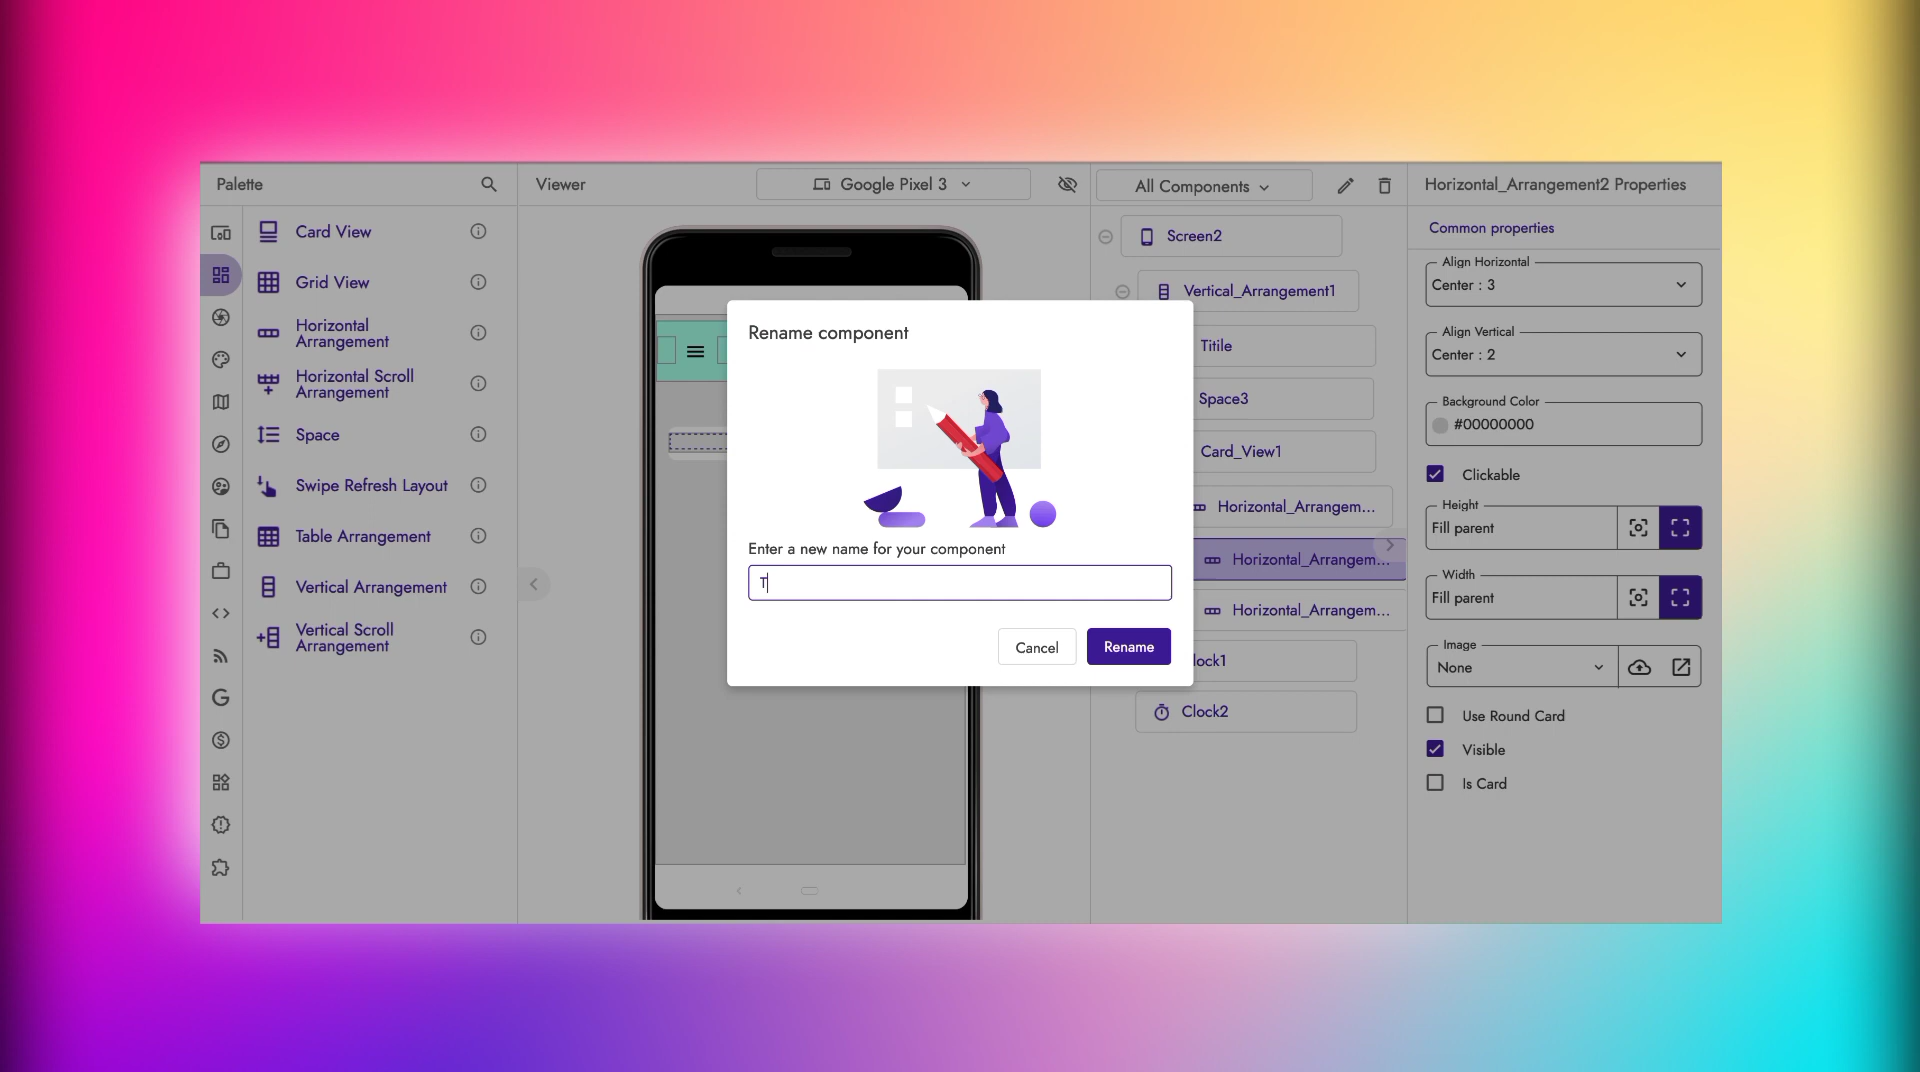 Palette
Viewer
Google Pixel 3
All Components
Horizontal_Arrangement2 Properties
Card View
Grid View
Horizontal
Arrangement
Horizontal Scroll
Arrangement
Space
Swipe Refresh Layout
Table Arrangement
Vertical Arrangement
Vertical Scroll
Arrangement
Rename component
Enter a new name for your component
T
Cancel
Rename
Screen2
Vertical_Arrangement1
Titile
Space3
Card_View1
Horizontal_Arrangem...
Horizontal_Arrangem...
Horizontal_Arrangem...
lock1
Clock2
Common properties
Align Horizontal
Center : 3
Align Vertical
Center : 2
Background Color
#00000000
Clickable
Height
Fill parent
Width
Fill parent
Image
None
Use Round Card
Visible
Is Card